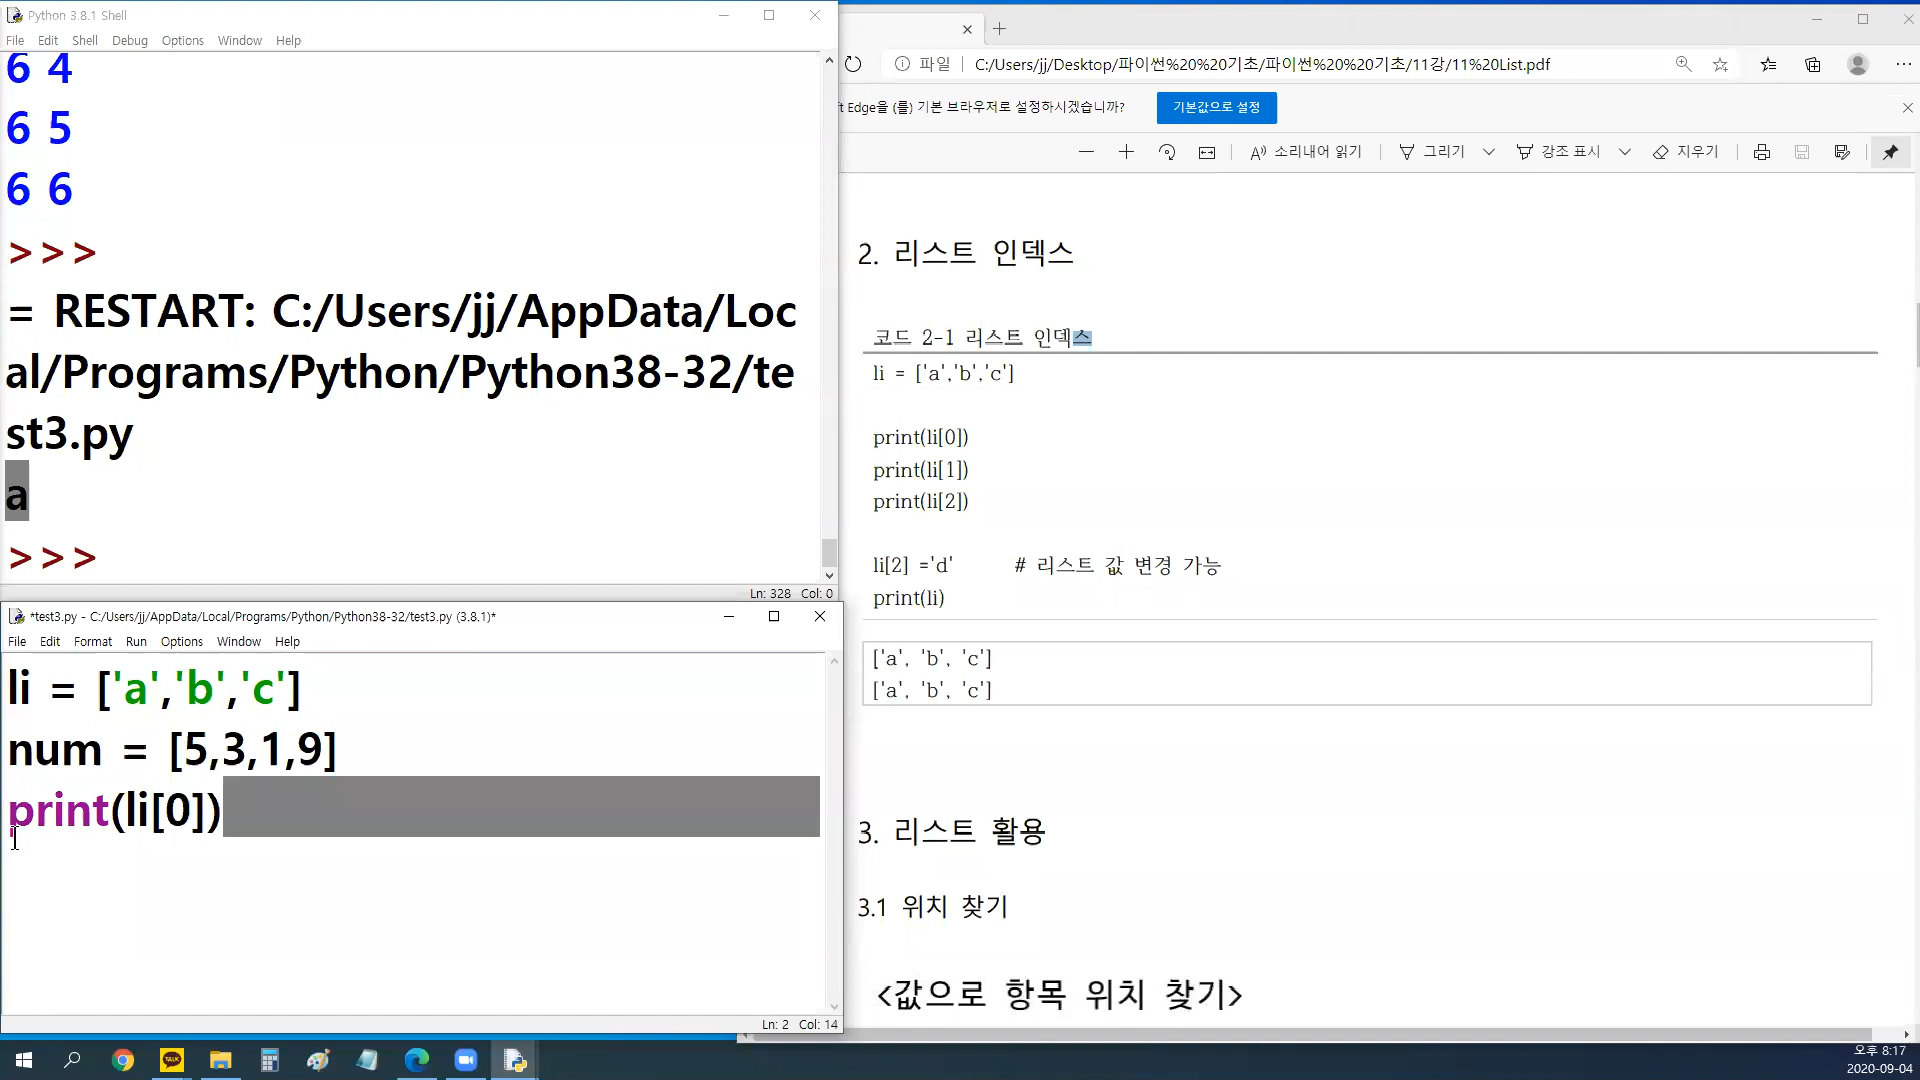 Python 3.8.1 Shell
File Edit Shell Debug Options Window Help
6 4
6 5
6 6
>>>
= RESTART: C:/Users/jj/AppData/Loc
al/Programs/Python/Python38-32/te
st3.py
a
>>>
Ln: 328 Col: 0
*test3.py - C:/Users/jj/AppData/Local/Programs/Python/Python38-32/test3.py (3.8.1)*
File Edit Format Run Options Window Help
li = ['a','b','c']
num = [5,3,1,9]
print(li[0])
Ln: 2 Col: 14
파일 C:/Users/jj/Desktop/파이썬%20%20기초/파이썬%20%20기초/11강/11%20List.pdf
ft Edge을 (를) 기본 브라우저로 설정하시겠습니까? 기본값으로 설정
소리내어 읽기 그리기 강조 표시 지우기
2. 리스트 인덱스
코드 2-1 리스트 인덱스
li = ['a','b','c']
print(li[0])
print(li[1])
print(li[2])
li[2] ='d' # 리스트 값 변경 가능
print(li)
['a', 'b', 'c']
['a', 'b', 'c']
3. 리스트 활용
3.1 위치 찾기
<값으로 항목 위치 찾기>
TALK
오후 8:17
2020-09-04